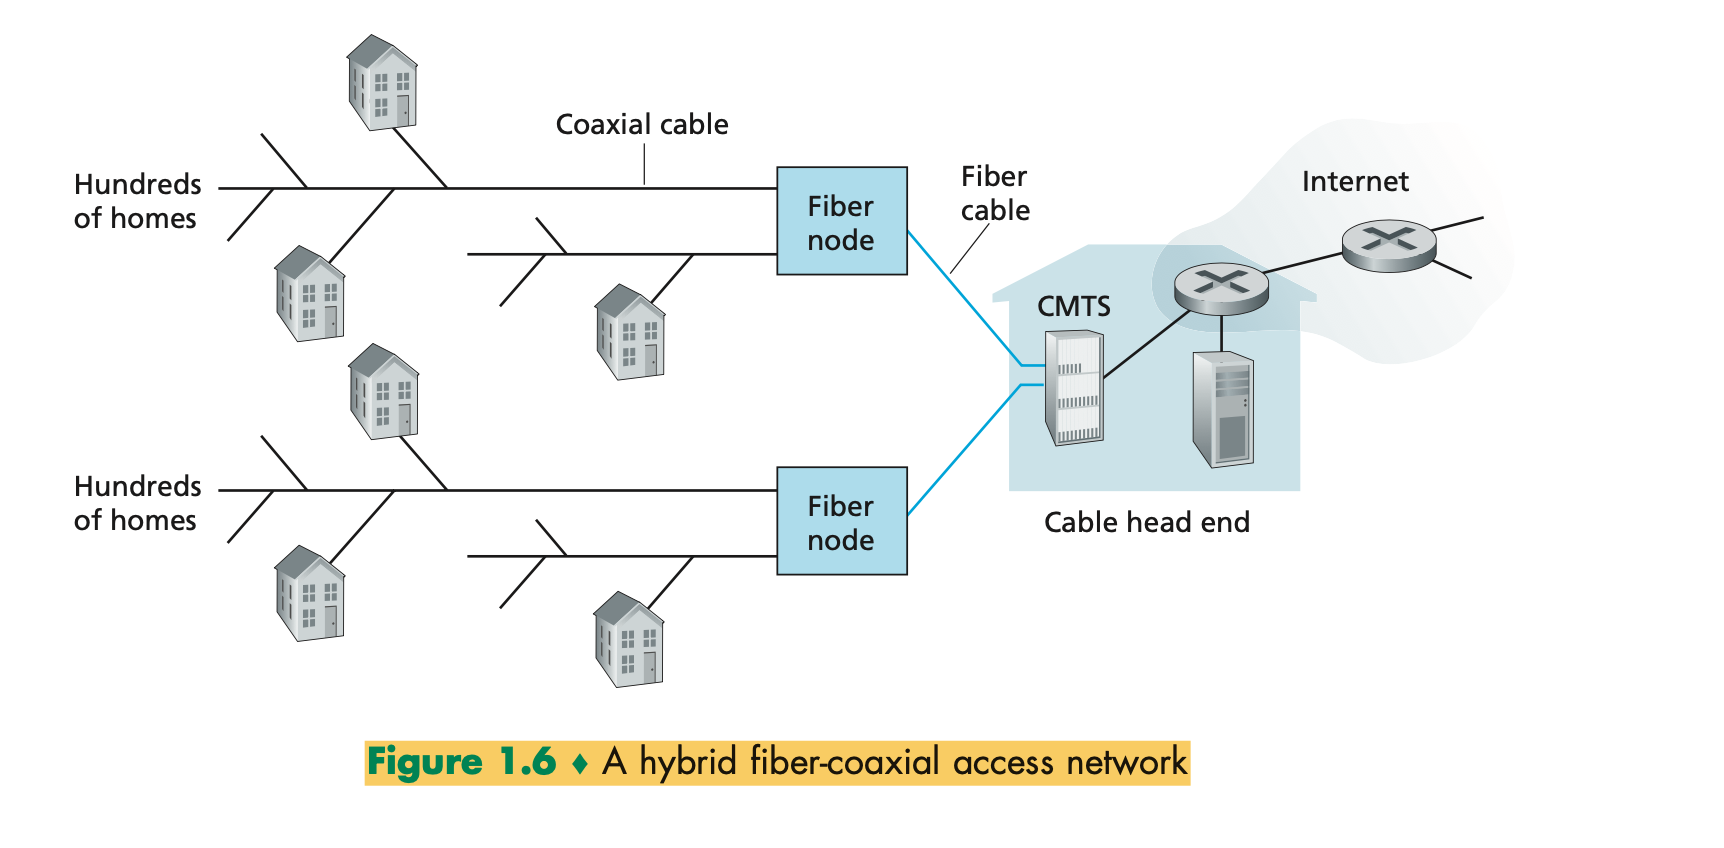 Coaxial cable
Hundreds
of homes
Fiber
node
Fiber
cable
Internet
CMTS
Hundreds
of homes
Fiber
node
Cable head end
Figure 1.6 ♦ A hybrid fiber-coaxial access network